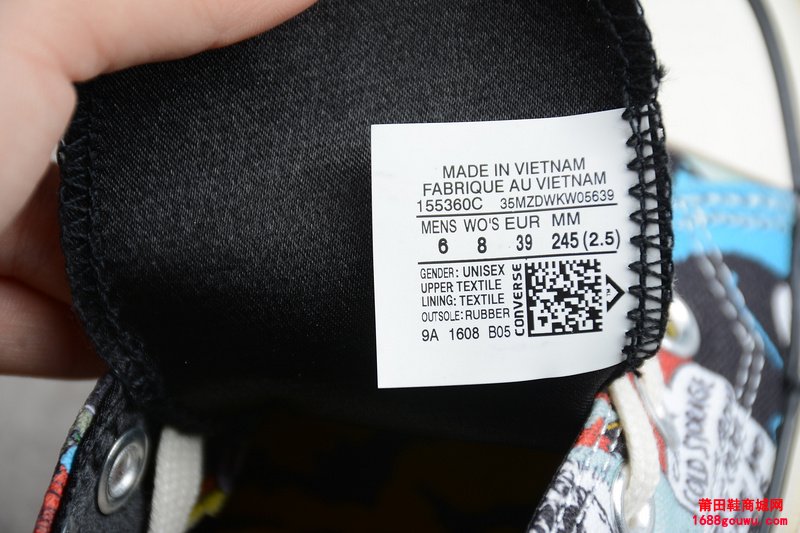 MADE IN VIETNAM
FABRIQUE AU VIETNAM
155360C 35MZDWKW05639
MENS WO'S EUR MM
6 8 39 245 (2.5)
GENDER: UNISEX
UPPER: TEXTILE
LINING: TEXTILE
OUTSOLE: RUBBER
9A 1608 B05
CONVERSE
COLD STORAGE
莆田鞋商城网
1688gouwu.com